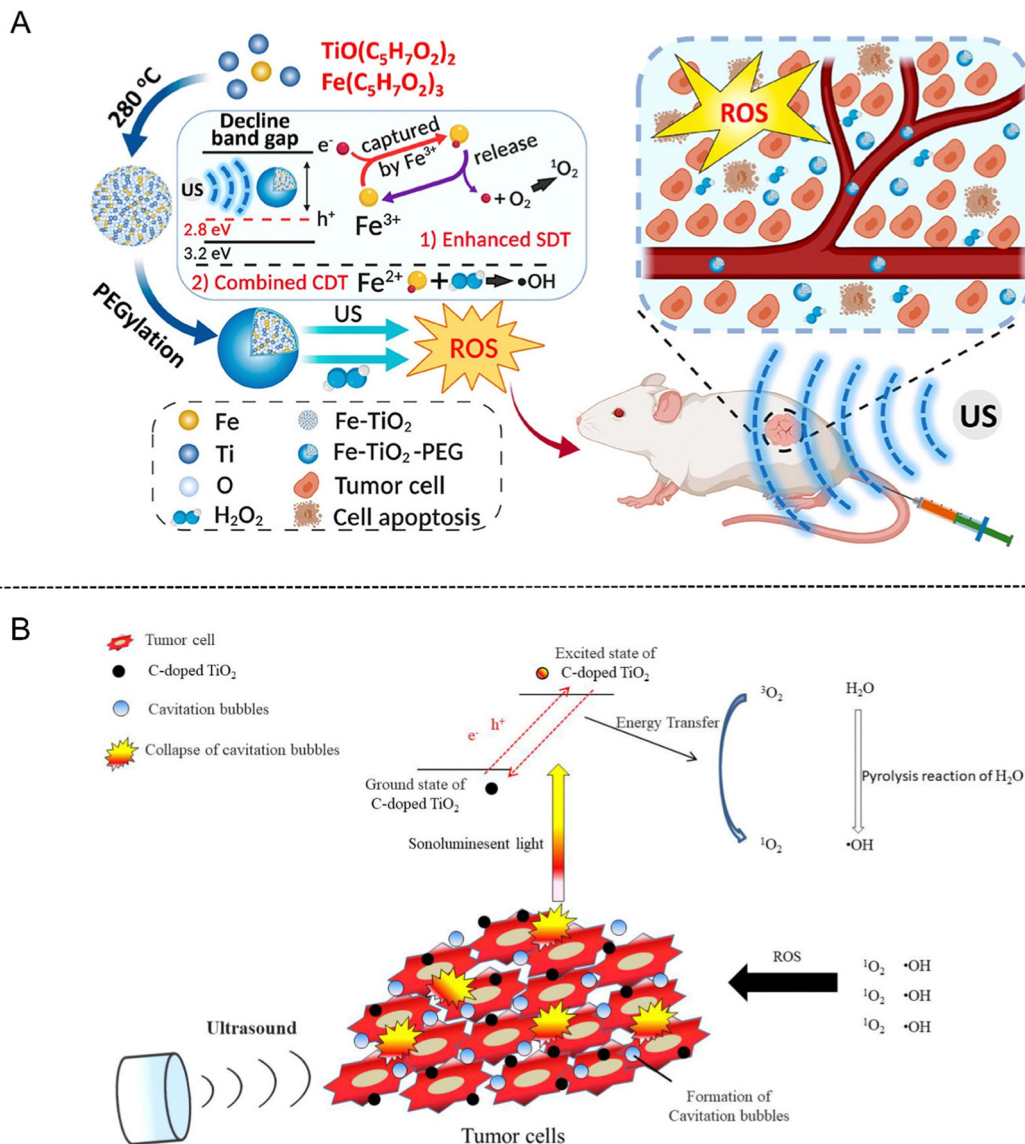 A
TiO(C₅H₇O₂)₂
Fe(C₅H₇O₂)₃
280 °C
Decline
band gap
US
h⁺
2.8 eV
3.2 eV
e⁻
captured
by Fe³⁺
release
Fe³⁺
+ O₂
¹O₂
1) Enhanced SDT
2) Combined CDT
Fe²⁺
+
•OH
PEGylation
US
ROS
Fe
Fe-TiO₂
Ti
Fe-TiO₂-PEG
O
Tumor cell
H₂O₂
Cell apoptosis
ROS
US
B
Tumor cell
C-doped TiO₂
Cavitation bubbles
Collapse of cavitation bubbles
Excited state of
C-doped TiO₂
e⁻
h⁺
Energy Transfer
Ground state of
C-doped TiO₂
Sonoluminesent light
³O₂
H₂O
Pyrolysis reaction of H₂O
¹O₂
•OH
ROS
¹O₂ •OH
¹O₂ •OH
¹O₂ •OH
Ultrasound
Formation of
Cavitation bubbles
Tumor cells